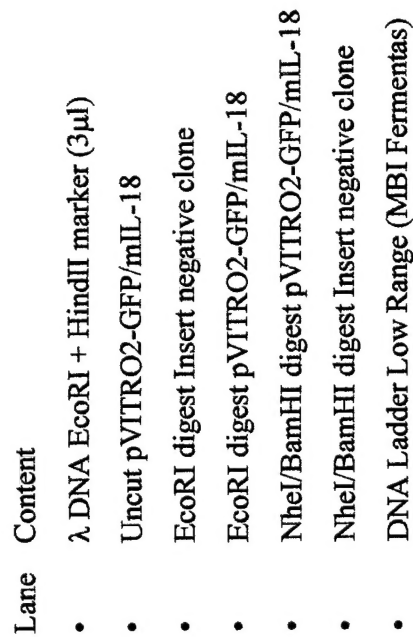 Lane Content
• λ DNA EcoRI + HindII marker (3µl)
• Uncut pVITRO2-GFP/mIL-18
• EcoRI digest Insert negative clone
• EcoRI digest pVITRO2-GFP/mIL-18
• NheI/BamHI digest pVITRO2-GFP/mIL-18
• NheI/BamHI digest Insert negative clone
• DNA Ladder Low Range (MBI Fermentas)